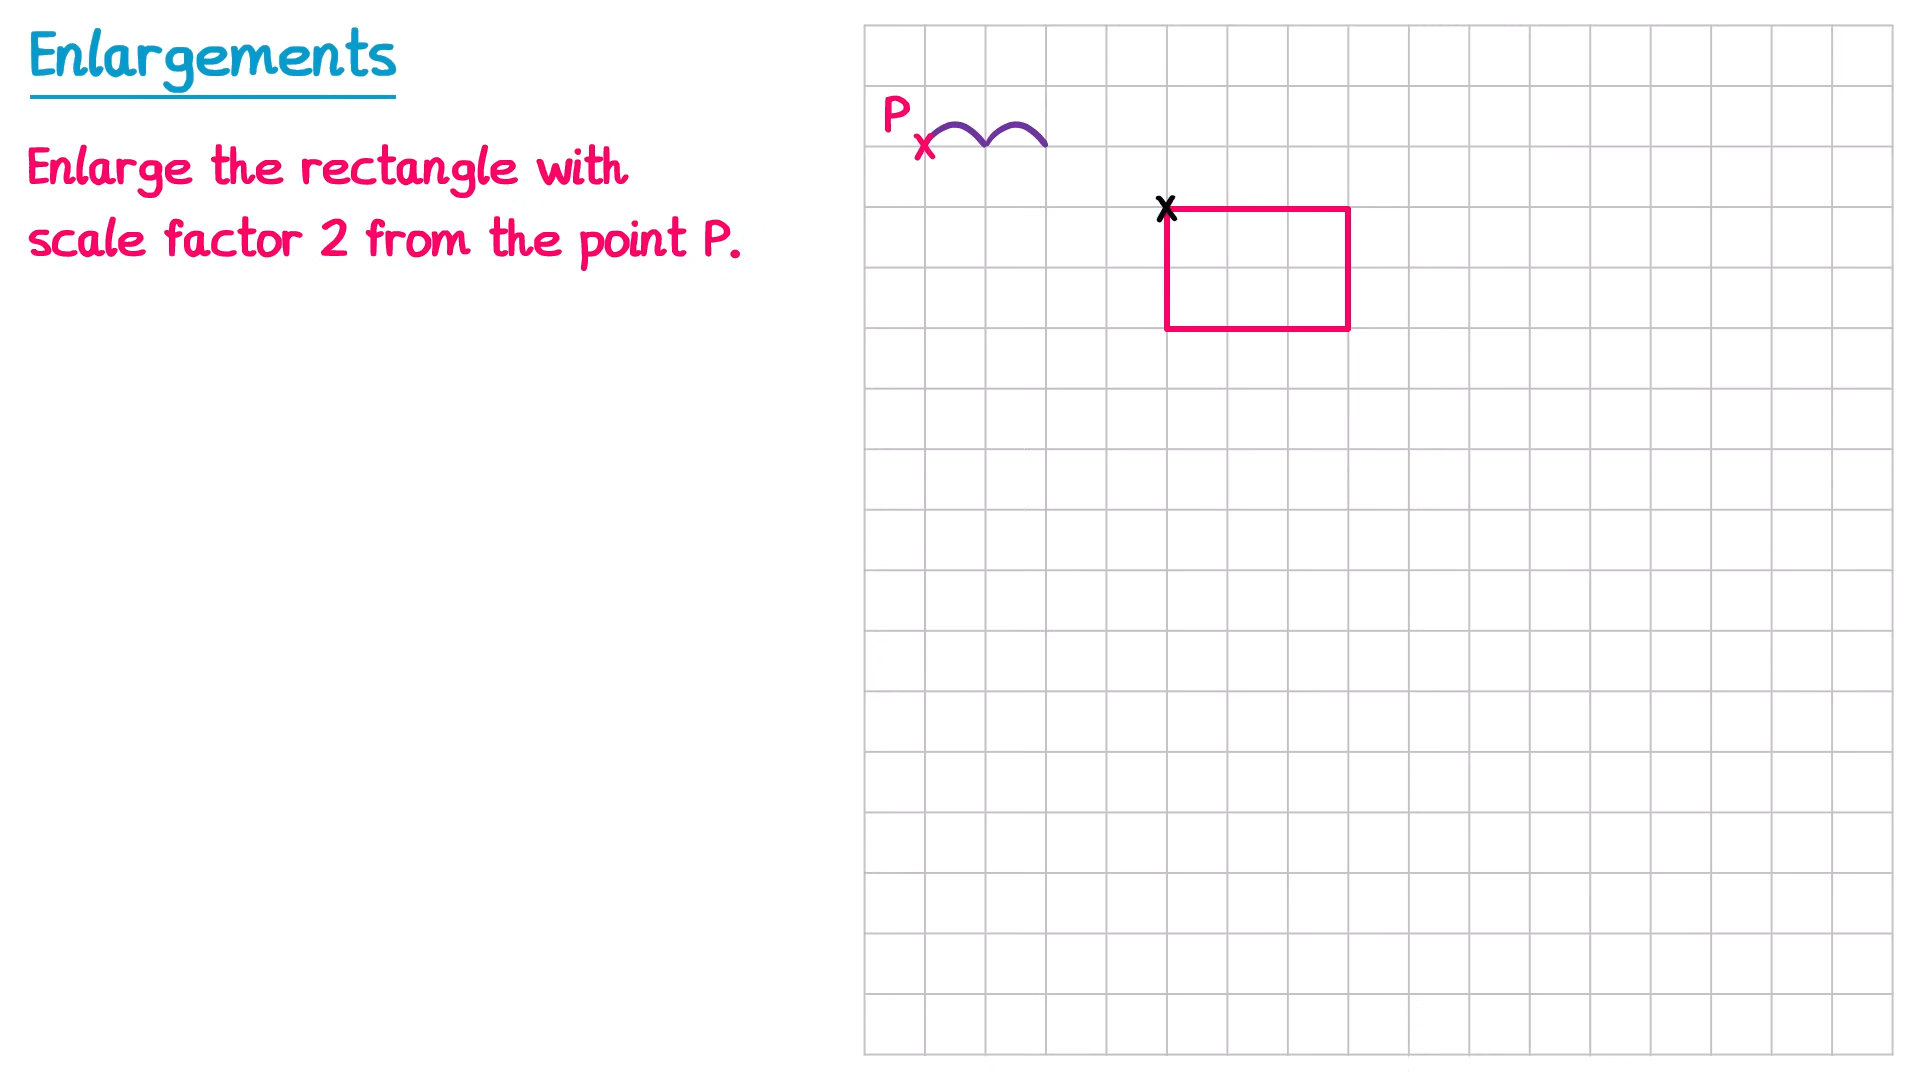 Enlargements
Enlarge the rectangle with
scale factor 2 from the point P.
P